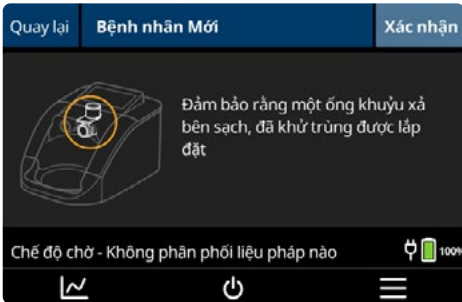 Quay lại
Bệnh nhân Mới
Xác nhận
Đảm bảo rằng một ống khuỷu xả
bên sạch, đã khử trùng được lắp
đặt
Chế độ chờ - Không phân phối liệu pháp nào
100%